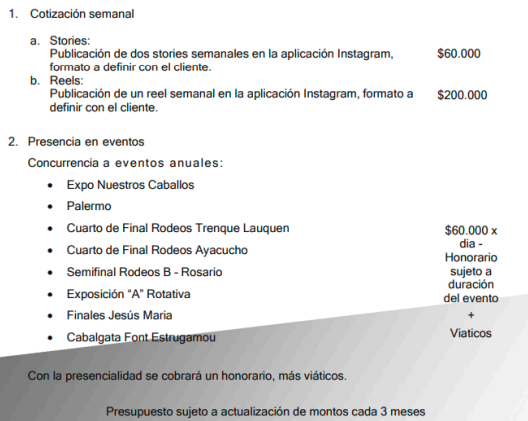 1. Cotización semanal
a. Stories:
Publicación de dos stories semanales en la aplicación Instagram, $60.000
formato a definir con el cliente.
b. Reels:
Publicación de un reel semanal en la aplicación Instagram, formato a $200.000
definir con el cliente.
2. Presencia en eventos
Concurrencia a eventos anuales:
• Expo Nuestros Caballos
• Palermo
• Cuarto de Final Rodeos Trenque Lauquen
• Cuarto de Final Rodeos Ayacucho
• Semifinal Rodeos B - Rosario
• Exposición “A” Rotativa
• Finales Jesús Maria
• Cabalgata Font Estrugamou
$60.000 x
dia -
Honorario
sujeto a
duración
del evento
+
Viaticos
Con la presencialidad se cobrará un honorario, más viáticos.
Presupuesto sujeto a actualización de montos cada 3 meses